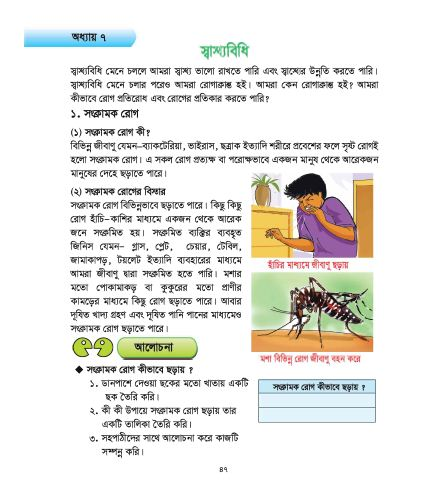 অধ্যায় ৭
স্বাস্থ্যবিধি
স্বাস্থ্যবিধি মেনে চললে আমরা স্বাস্থ্য ভালো রাখতে পারি এবং স্বাস্থ্যের উন্নতি করতে পারি।
স্বাস্থ্যবিধি মেনে চলার পরেও আমরা রোগাক্রান্ত হই। আমরা কেন রোগাক্রান্ত হই? আমরা
কীভাবে রোগ প্রতিরোধ এবং রোগের প্রতিকার করতে পারি?
১. সংক্রামক রোগ
(১) সংক্রামক রোগ কী?
বিভিন্ন জীবাণু যেমন–ব্যাকটেরিয়া, ভাইরাস, ছত্রাক ইত্যাদি শরীরে প্রবেশের ফলে সৃষ্ট রোগই
হলো সংক্রামক রোগ। এ সকল রোগ প্রত্যক্ষ বা পরোক্ষভাবে একজন মানুষ থেকে আরেকজন
মানুষের দেহে ছড়াতে পারে।
(২) সংক্রামক রোগের বিস্তার
সংক্রামক রোগ বিভিন্নভাবে ছড়াতে পারে। কিছু কিছু
রোগ হাঁচি–কাশির মাধ্যমে একজন থেকে আরেক
জনে সংক্রমিত হয়। সংক্রমিত ব্যক্তির ব্যবহৃত
জিনিস যেমন– গ্লাস, প্লেট, চেয়ার, টেবিল,
জামাকাপড়, টয়লেট ইত্যাদি ব্যবহারের মাধ্যমে
আমরা জীবাণু দ্বারা সংক্রমিত হতে পারি। মশার
মতো পোকামাকড় বা কুকুরের মতো প্রাণীর
কামড়ের মাধ্যমে কিছু রোগ ছড়াতে পারে। আবার
দূষিত খাদ্য গ্রহণ এবং দূষিত পানি পানের মাধ্যমেও
সংক্রামক রোগ ছড়াতে পারে।
হাঁচির মাধ্যমে জীবাণু ছড়ায়
মশা বিভিন্ন রোগ জীবাণু বহন করে
আলোচনা
◆ সংক্রামক রোগ কীভাবে ছড়ায় ?
১. ডানপাশে দেওয়া ছকের মতো খাতায় একটি
ছক তৈরি করি।
২. কী কী উপায়ে সংক্রামক রোগ ছড়ায় তার
একটি তালিকা তৈরি করি।
৩. সহপাঠীদের সাথে আলোচনা করে কাজটি
সম্পন্ন করি।
সংক্রামক রোগ কীভাবে ছড়ায় ?
৪৭